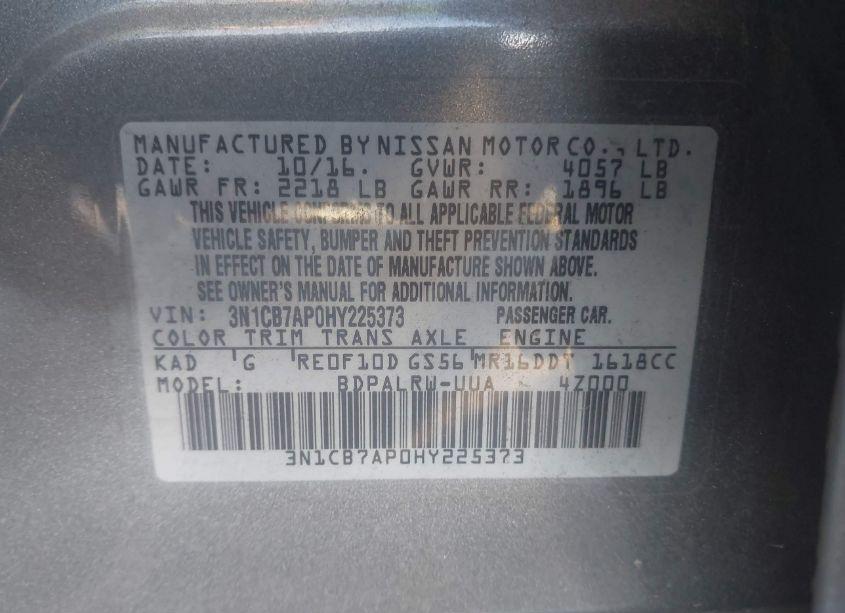 MANUFACTURED BY NISSAN MOTOR CO., LTD.
DATE: 10/16. GVWR: 4057 LB
GAWR FR: 2218 LB GAWR RR: 1896 LB
THIS VEHICLE CONFORMS TO ALL APPLICABLE FEDERAL MOTOR
VEHICLE SAFETY, BUMPER AND THEFT PREVENTION STANDARDS
IN EFFECT ON THE DATE OF MANUFACTURE SHOWN ABOVE.
SEE OWNER'S MANUAL FOR ADDITIONAL INFORMATION.
VIN: 3N1CB7AP0HY225373 PASSENGER CAR.
COLOR TRIM TRANS AXLE ENGINE
KAD 'G 'RE0F10D GS56 'MR16DDT 1618CC
MODEL: BDPALRW-UUA 4Z000
3N1CB7AP0HY225373